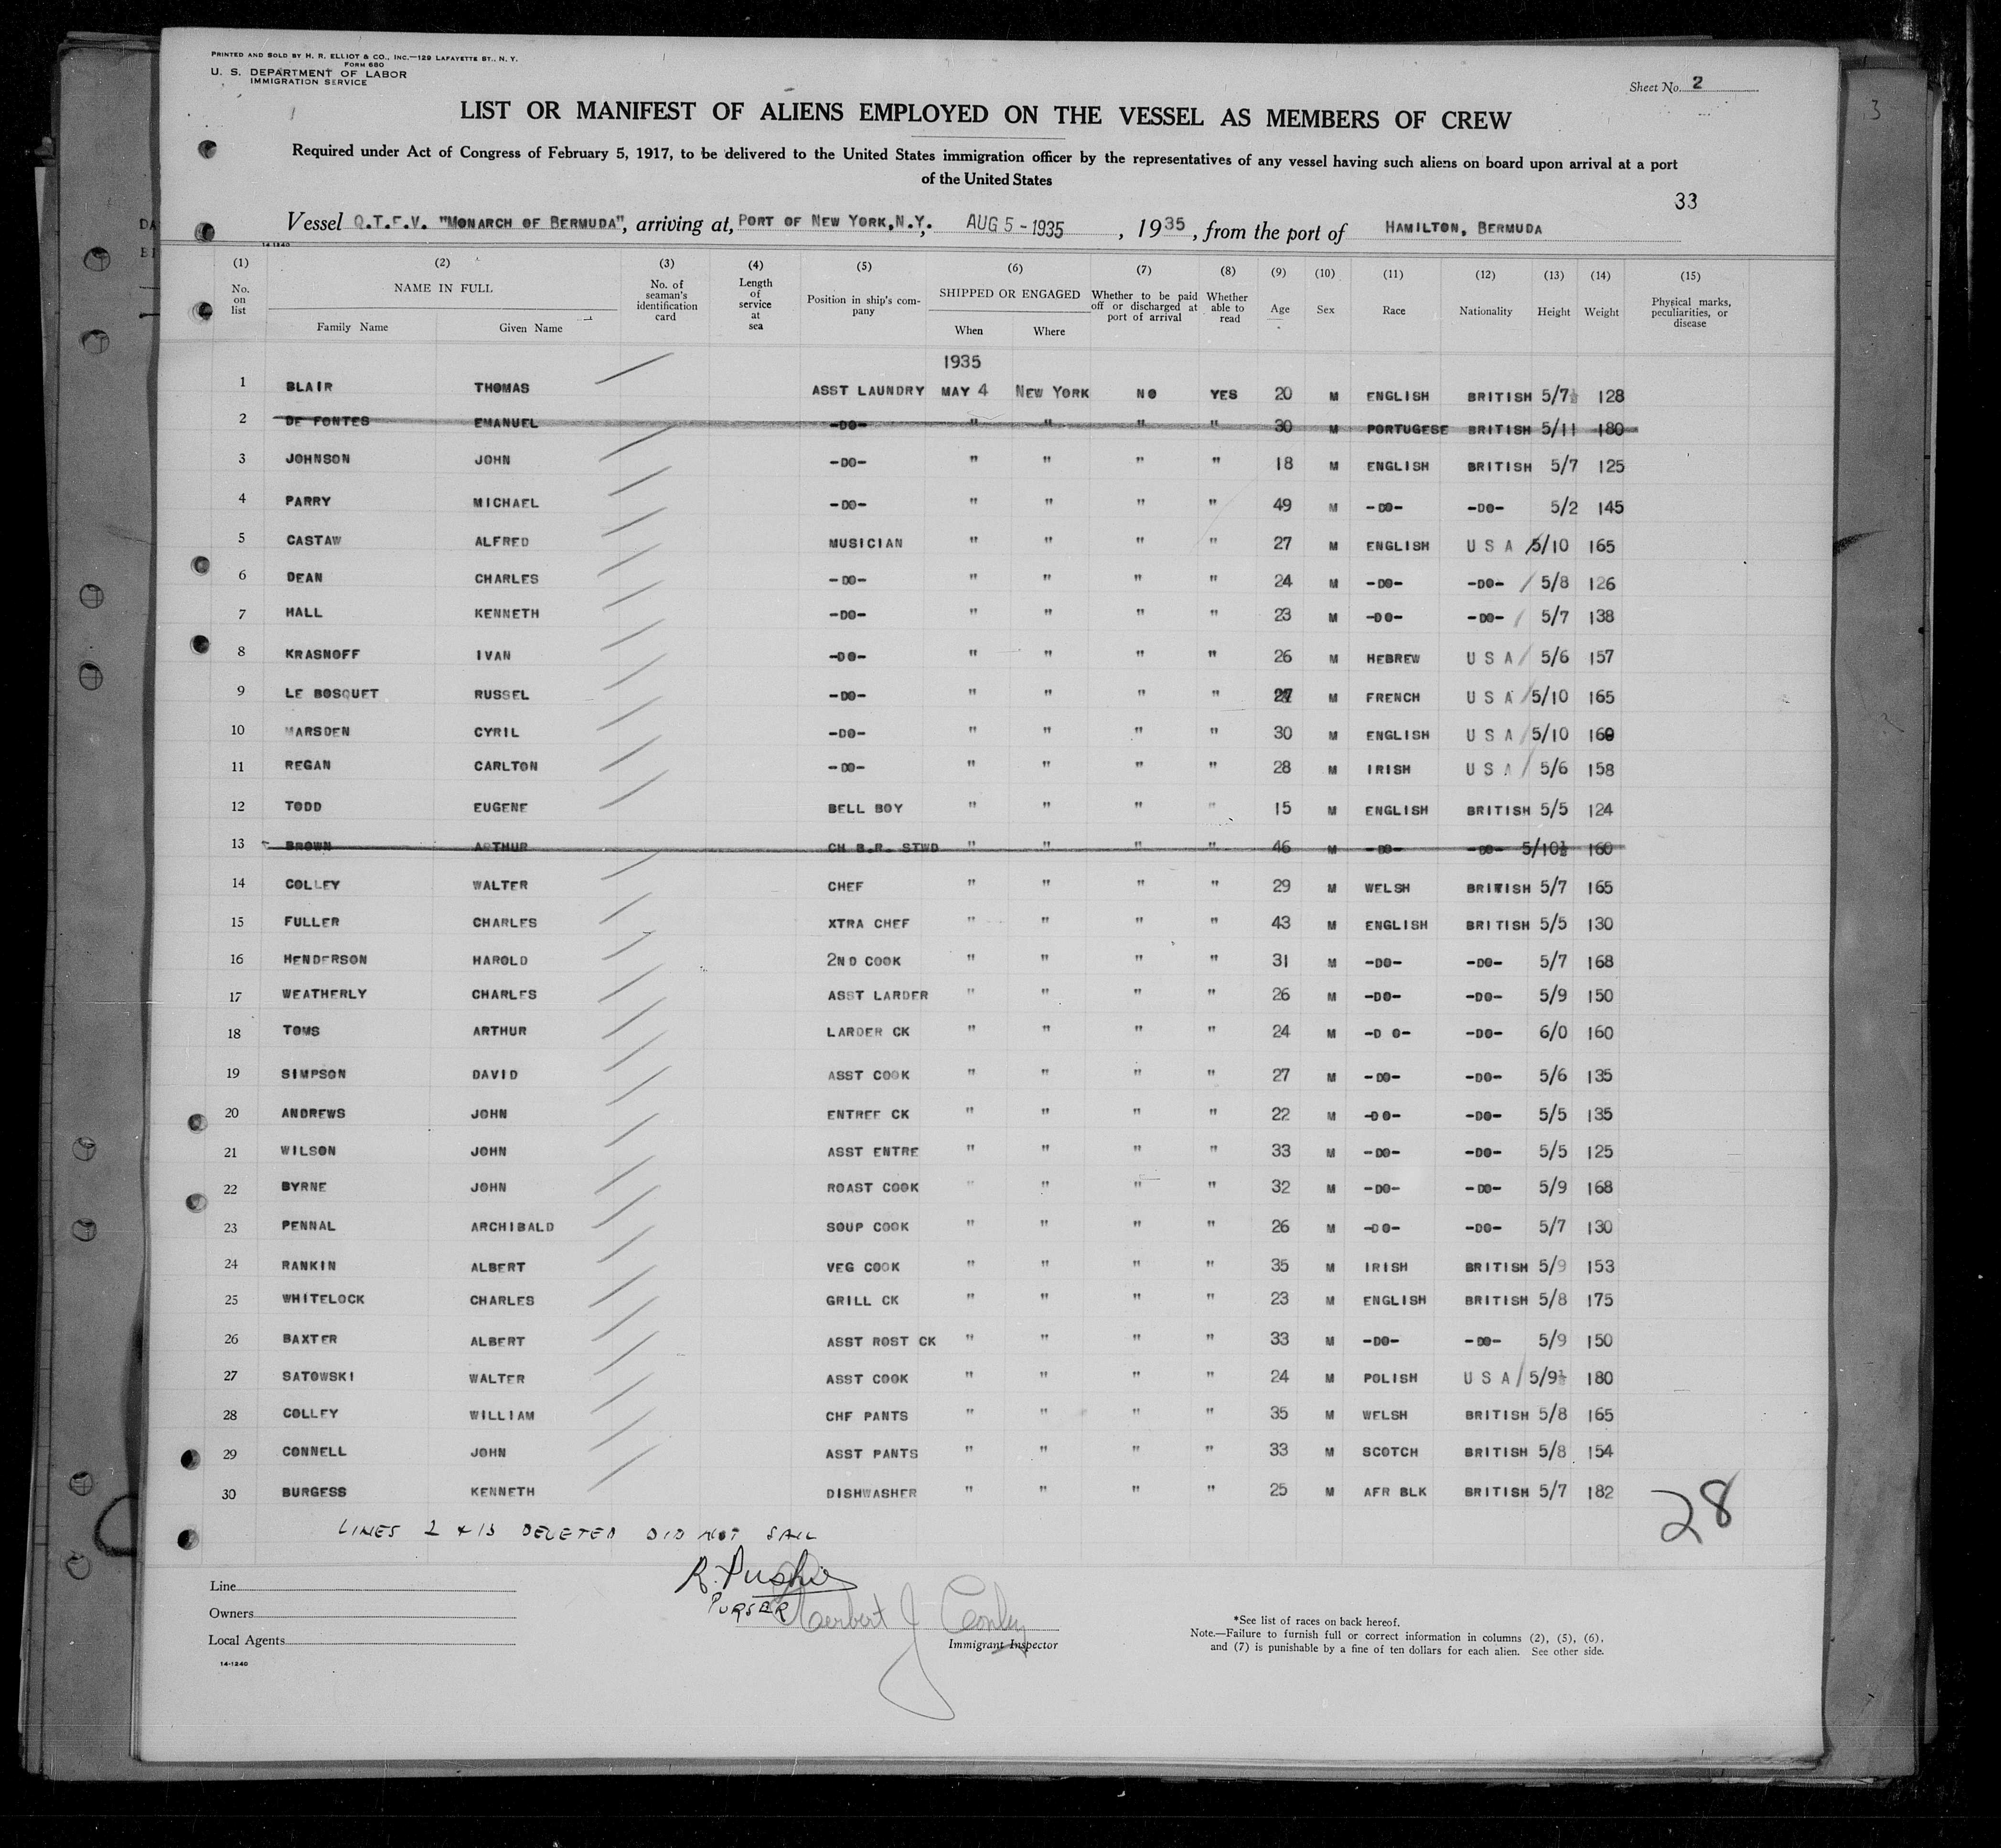 PRINTED AND SOLD BY H. R. ELLIOT & CO., INC.—129 LAFAYETTE ST., N. Y.
FORM 680
U. S. DEPARTMENT OF LABOR
IMMIGRATION SERVICE
Sheet No. 2
LIST OR MANIFEST OF ALIENS EMPLOYED ON THE VESSEL AS MEMBERS OF CREW
Required under Act of Congress of February 5, 1917, to be delivered to the United States immigration officer by the representatives of any vessel having such aliens on board upon arrival at a port
of the United States
33
Vessel Q.T.E.V. "MONARCH OF BERMUDA", arriving at, PORT OF NEW YORK,N.Y. AUG 5 - 1935, 1935, from the port of HAMILTON, BERMUDA
14-1240
(1) (2) (3) (4) (5) (6) (7) (8) (9) (10) (11) (12) (13) (14) (15)
No. on list NAME IN FULL Family Name Given Name No. of seaman's identification card Length of service at sea Position in ship's company SHIPPED OR ENGAGED When Where Whether to be paid off or discharged at port of arrival Whether able to read Age Sex Race Nationality Height Weight Physical marks, peculiarities, or disease
1935
1 BLAIR THOMAS ASST LAUNDRY MAY 4 NEW YORK NO YES 20 M ENGLISH BRITISH 5/7½ 128
2 DE FONTES EMANUEL -DO- " " " " 30 M PORTUGESE BRITISH 5/11 180
3 JOHNSON JOHN -DO- " " " " 18 M ENGLISH BRITISH 5/7 125
4 PARRY MICHAEL -DO- " " " " 49 M -DO- -DO- 5/2 145
5 CASTAW ALFRED MUSICIAN " " " " 27 M ENGLISH U S A 5/10 165
6 DEAN CHARLES -DO- " " " " 24 M -DO- -DO- 5/8 126
7 HALL KENNETH -DO- " " " " 23 M -DO- -DO- 5/7 138
8 KRASNOFF IVAN -DO- " " " " 26 M HEBREW U S A 5/6 157
9 LE BOSQUET RUSSEL -DO- " " " " 27 M FRENCH U S A 5/10 165
10 MARSDEN CYRIL -DO- " " " " 30 M ENGLISH U S A 5/10 160
11 REGAN CARLTON -DO- " " " " 28 M IRISH U S A 5/6 158
12 TODD EUGENE BELL BOY " " " " 15 M ENGLISH BRITISH 5/5 124
13 BROWN ARTHUR CH B.R. STWD " " " " 46 M -DO- -DO- 5/10½ 160
14 COLLEY WALTER CHEF " " " " 29 M WELSH BRITISH 5/7 165
15 FULLER CHARLES XTRA CHEF " " " " 43 M ENGLISH BRITISH 5/5 130
16 HENDERSON HAROLD 2ND COOK " " " " 31 M -DO- -DO- 5/7 168
17 WEATHERLY CHARLES ASST LARDER " " " " 26 M -DO- -DO- 5/9 150
18 TOMS ARTHUR LARDER CK " " " " 24 M -D O- -DO- 6/0 160
19 SIMPSON DAVID ASST COOK " " " " 27 M -DO- -DO- 5/6 135
20 ANDREWS JOHN ENTREE CK " " " " 22 M -DO- -DO- 5/5 135
21 WILSON JOHN ASST ENTRE " " " " 33 M -DO- -DO- 5/5 125
22 BYRNE JOHN ROAST COOK " " " " 32 M -DO- -DO- 5/9 168
23 PENNAL ARCHIBALD SOUP COOK " " " " 26 M -DO- -DO- 5/7 130
24 RANKIN ALBERT VEG COOK " " " " 35 M IRISH BRITISH 5/9 153
25 WHITELOCK CHARLES GRILL CK " " " " 23 M ENGLISH BRITISH 5/8 175
26 BAXTER ALBERT ASST ROST CK " " " " 33 M -DO- -DO- 5/9 150
27 SATOWSKI WALTER ASST COOK " " " " 24 M POLISH U S A 5/9½ 180
28 COLLEY WILLIAM CHF PANTS " " " " 35 M WELSH BRITISH 5/8 165
29 CONNELL JOHN ASST PANTS " " " " 33 M SCOTCH BRITISH 5/8 154
30 BURGESS KENNETH DISHWASHER " " " " 25 M AFR BLK BRITISH 5/7 182
28
LINES 2 & 13 DELETED DID NOT SAIL
PURSER
Herbert J Conley
Immigrant Inspector
Line
Owners
Local Agents
14-1240
*See list of races on back hereof.
Note.—Failure to furnish full or correct information in columns (2), (5), (6),
and (7) is punishable by a fine of ten dollars for each alien. See other side.